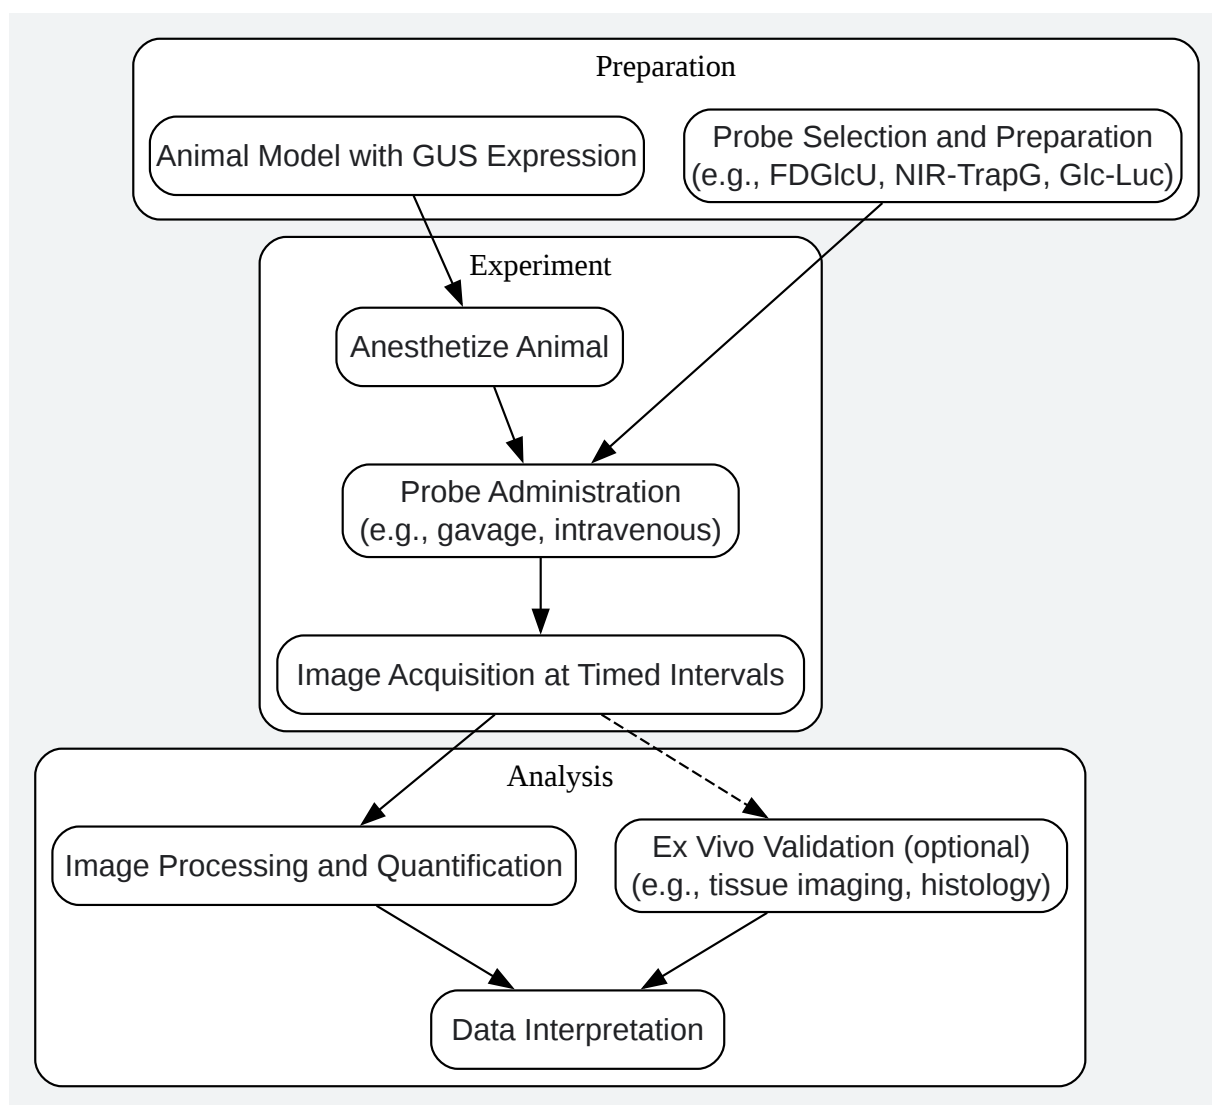 Preparation
Animal Model with GUS Expression
Probe Selection and Preparation
(e.g., FDGlcU, NIR-TrapG, Glc-Luc)
Experiment
Anesthetize Animal
Probe Administration
(e.g., gavage, intravenous)
Image Acquisition at Timed Intervals
Analysis
Image Processing and Quantification
Ex Vivo Validation (optional)
(e.g., tissue imaging, histology)
Data Interpretation